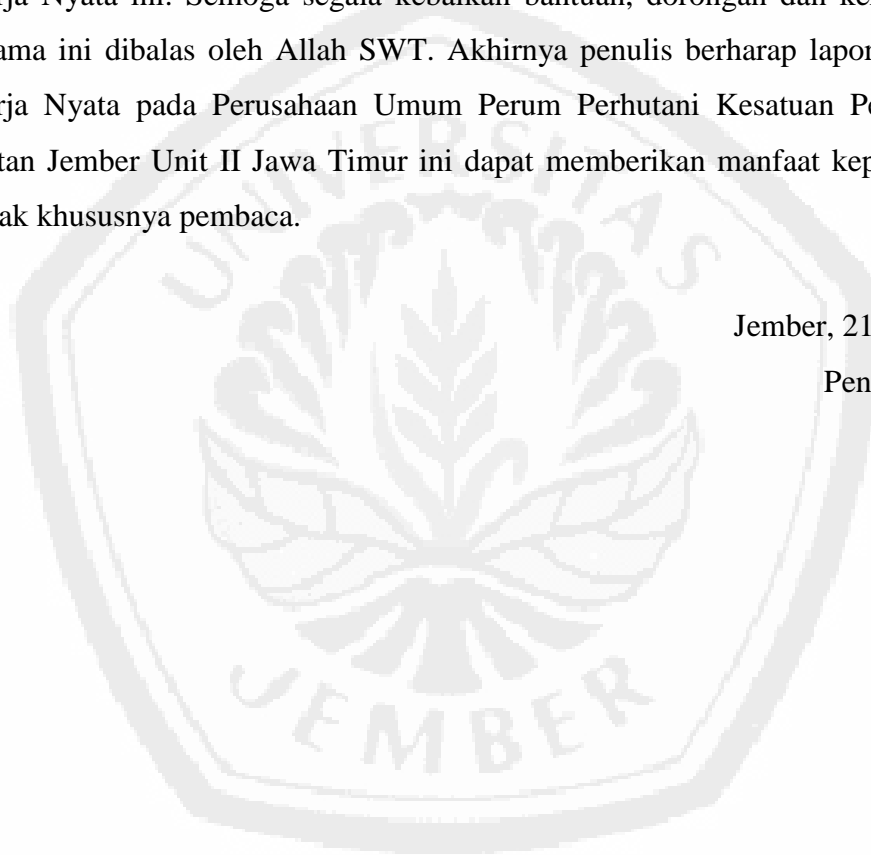 rja Nyata ini. Semoga segala kebaikan bantuan, dorongan dan ke
ama ini dibalas oleh Allah SWT. Akhirnya penulis berharap lapor
rja Nyata pada Perusahaan Umum Perum Perhutani Kesatuan Pe
tan Jember Unit II Jawa Timur ini dapat memberikan manfaat kep
ak khususnya pembaca.
Jember, 21
Pen
UNIVERSITAS
JEMBER